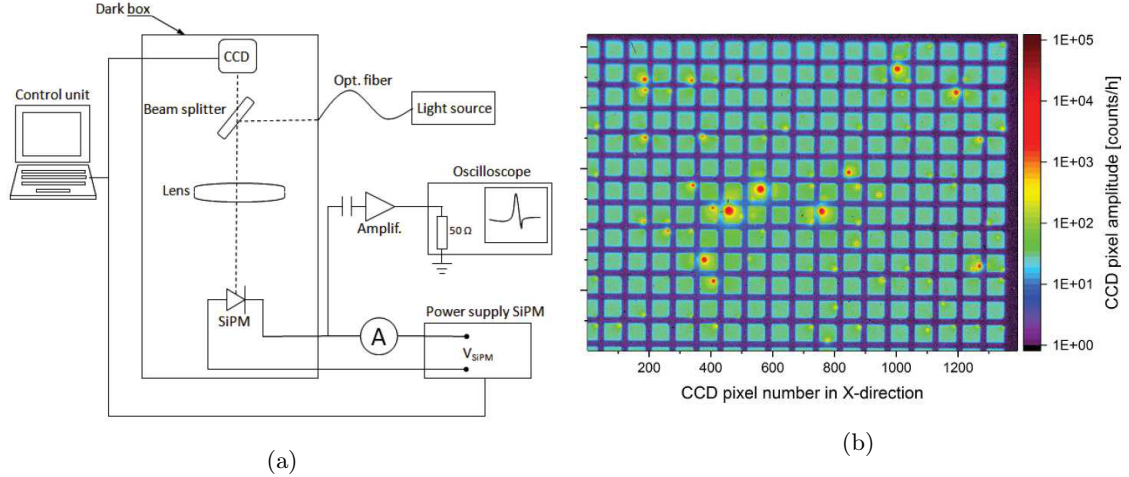 Dark box
CCD
Opt. fiber
Control unit
Beam splitter
Light source
Lens
Oscilloscope
Amplif.
50 Ω
SiPM
A
Power supply SiPM
VSiPM
(a)
1E+05
1E+04
1E+03
1E+02
1E+01
1E+00
CCD pixel amplitude [counts/h]
200 400 600 800 1000 1200
CCD pixel number in X-direction
(b)